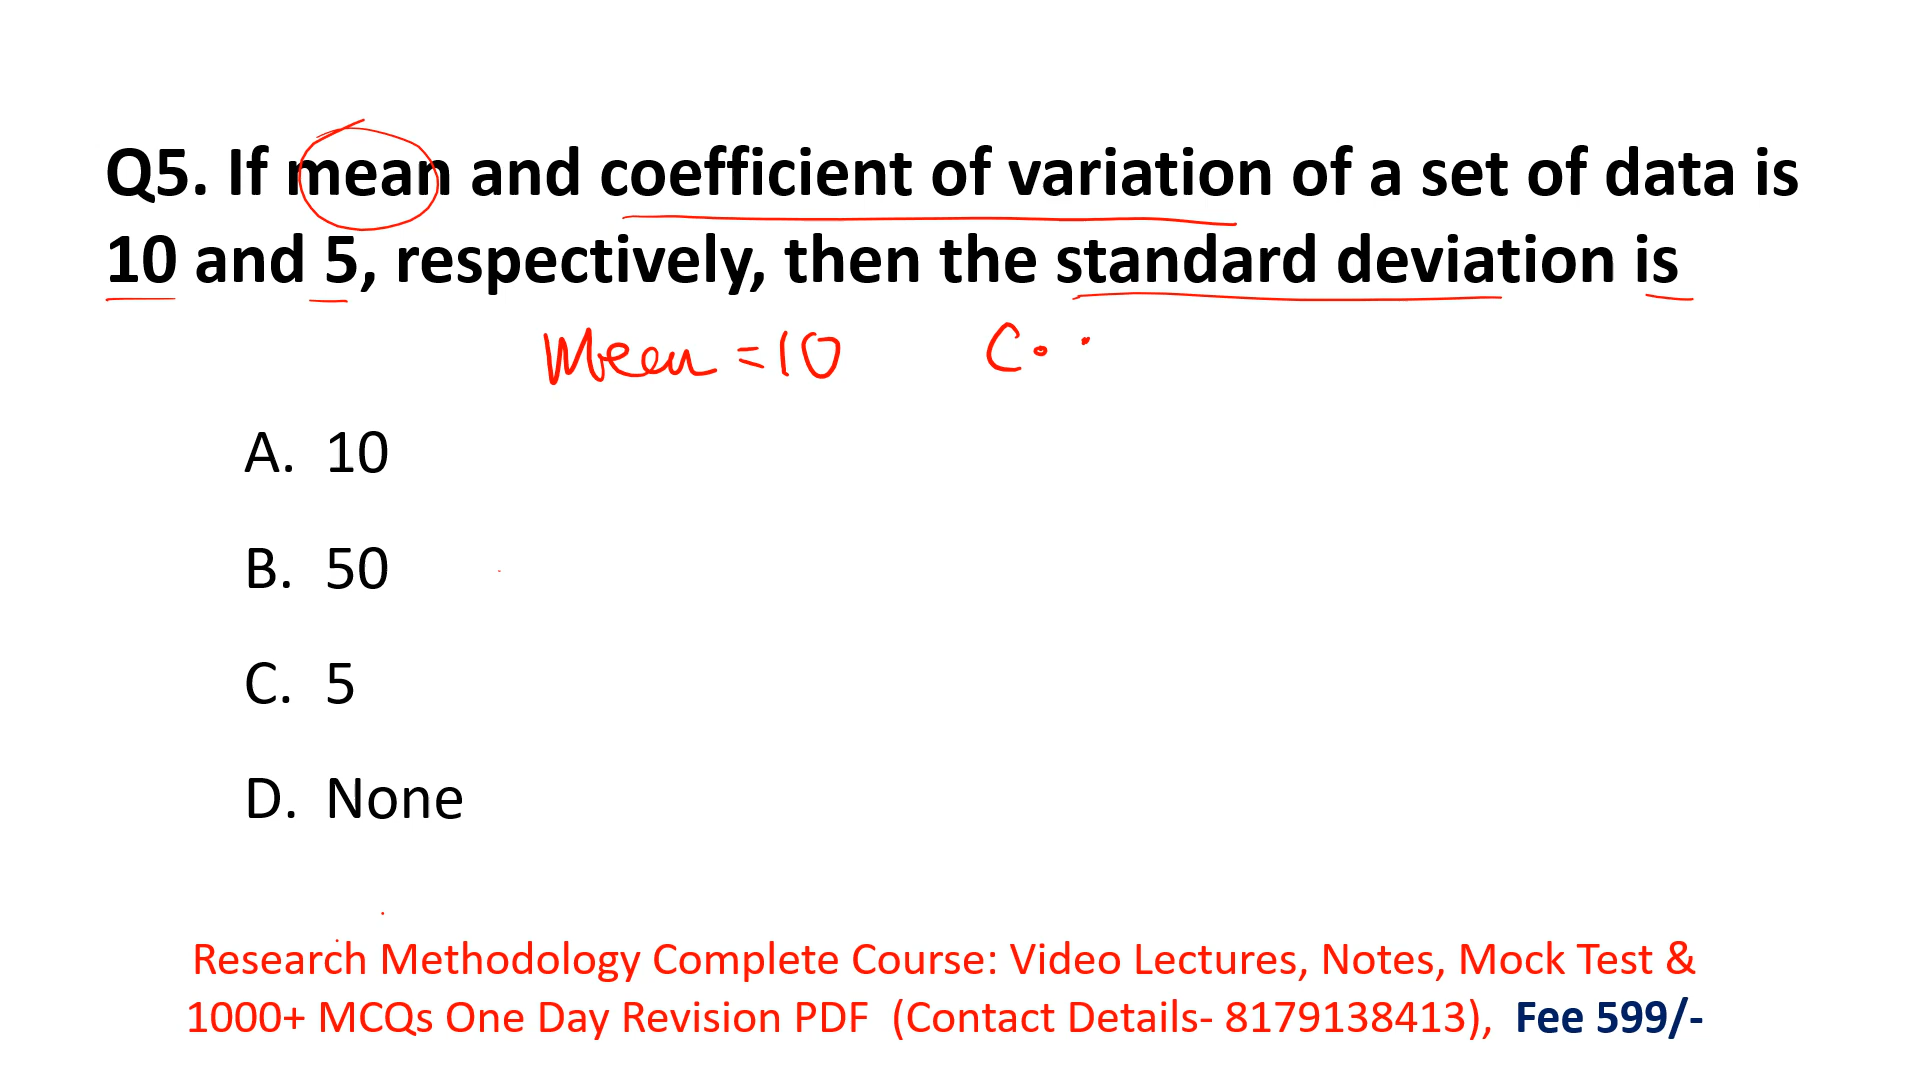 Q5. If mean and coefficient of variation of a set of data is
10 and 5, respectively, then the standard deviation is
Mean = 10 C.
A. 10
B. 50
C. 5
D. None
Research Methodology Complete Course: Video Lectures, Notes, Mock Test &
1000+ MCQs One Day Revision PDF (Contact Details- 8179138413), Fee 599/-